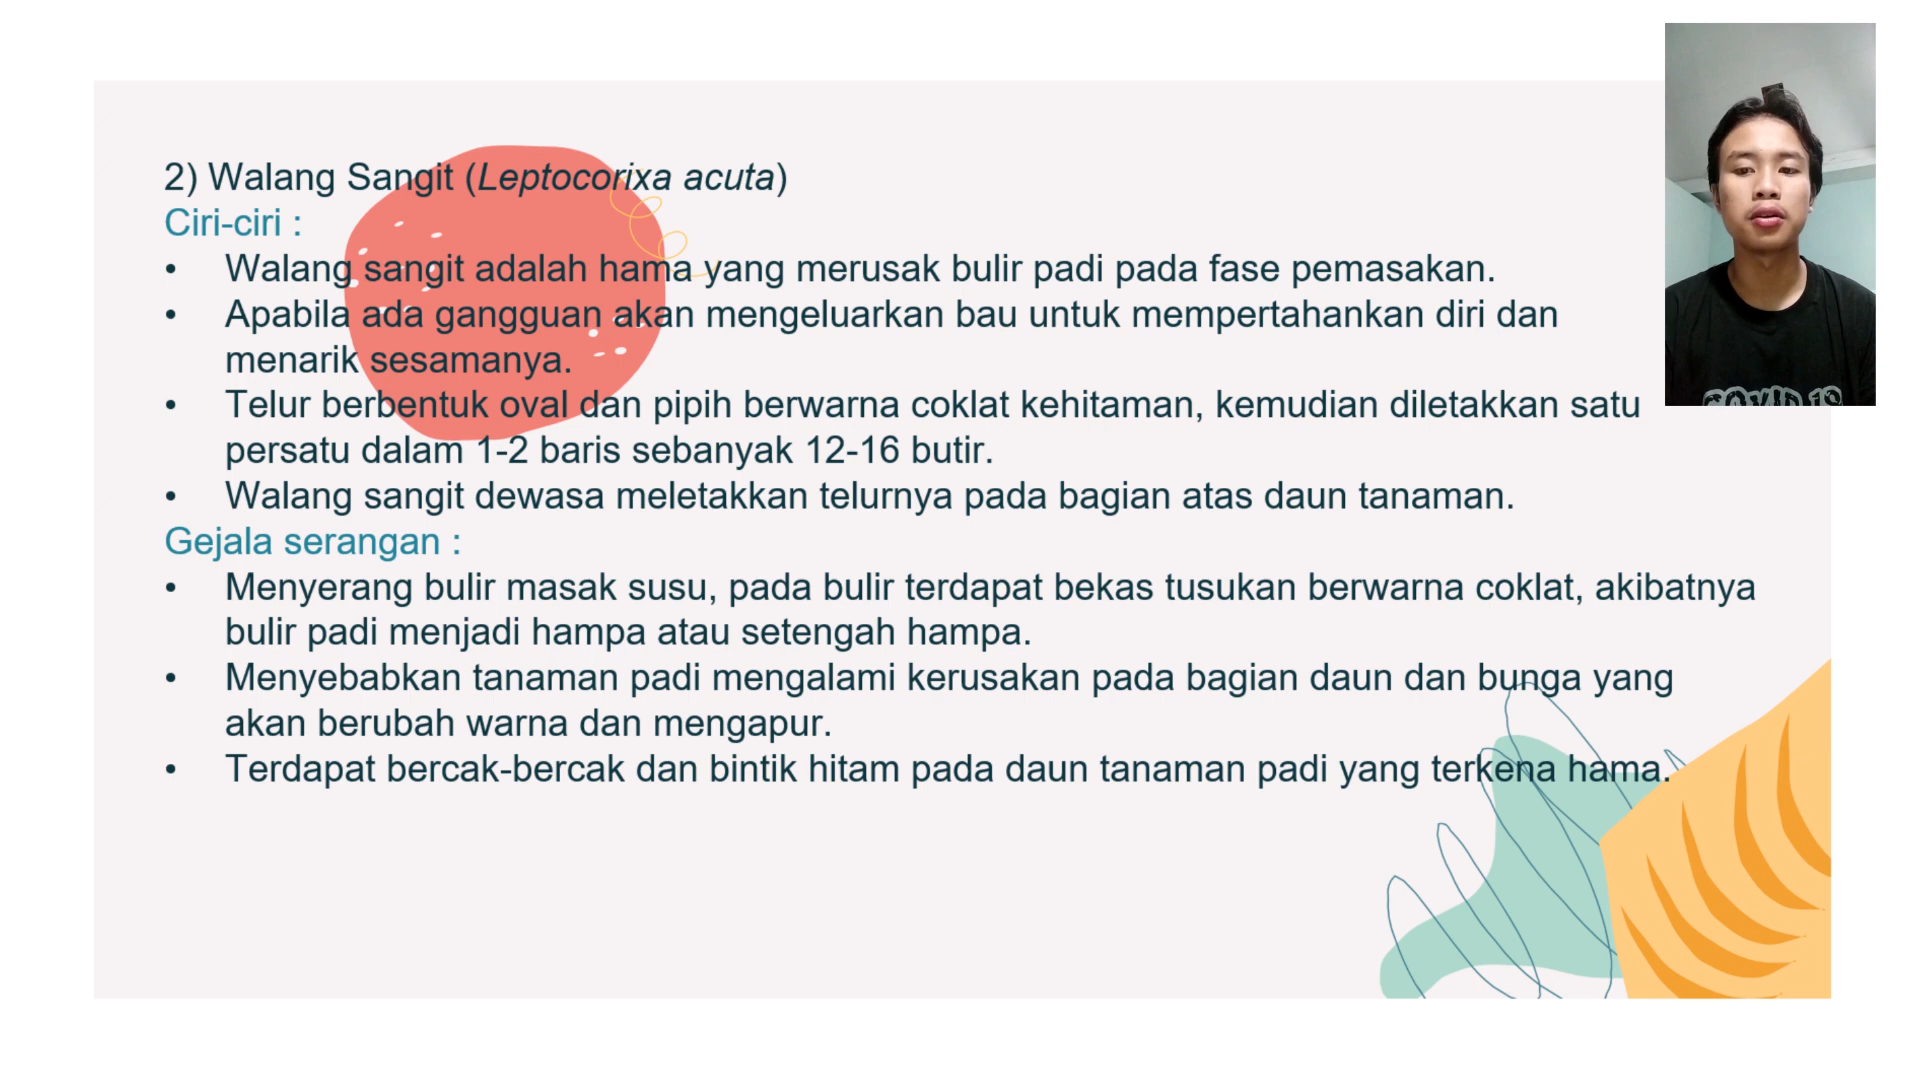 2) Walang Sangit (Leptocorixa acuta)
Ciri-ciri :
• Walang sangit adalah hama yang merusak bulir padi pada fase pemasakan.
• Apabila ada gangguan akan mengeluarkan bau untuk mempertahankan diri dan
menarik sesamanya.
• Telur berbentuk oval dan pipih berwarna coklat kehitaman, kemudian diletakkan satu
persatu dalam 1-2 baris sebanyak 12-16 butir.
• Walang sangit dewasa meletakkan telurnya pada bagian atas daun tanaman.
Gejala serangan :
• Menyerang bulir masak susu, pada bulir terdapat bekas tusukan berwarna coklat, akibatnya
bulir padi menjadi hampa atau setengah hampa.
• Menyebabkan tanaman padi mengalami kerusakan pada bagian daun dan bunga yang
akan berubah warna dan mengapur.
• Terdapat bercak-bercak dan bintik hitam pada daun tanaman padi yang terkena hama.
COVID 19